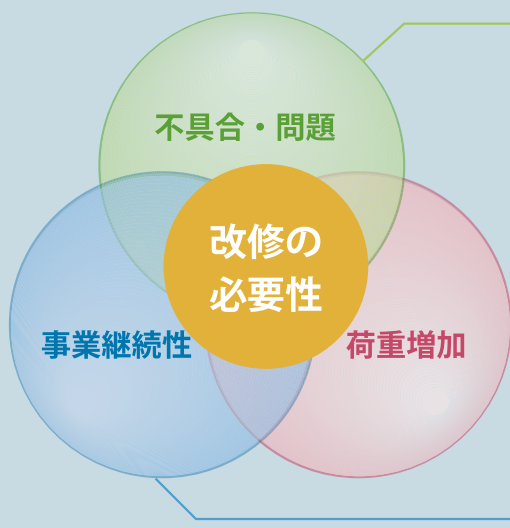 不具合・問題
改修の
必要性
事業継続性
荷重増加